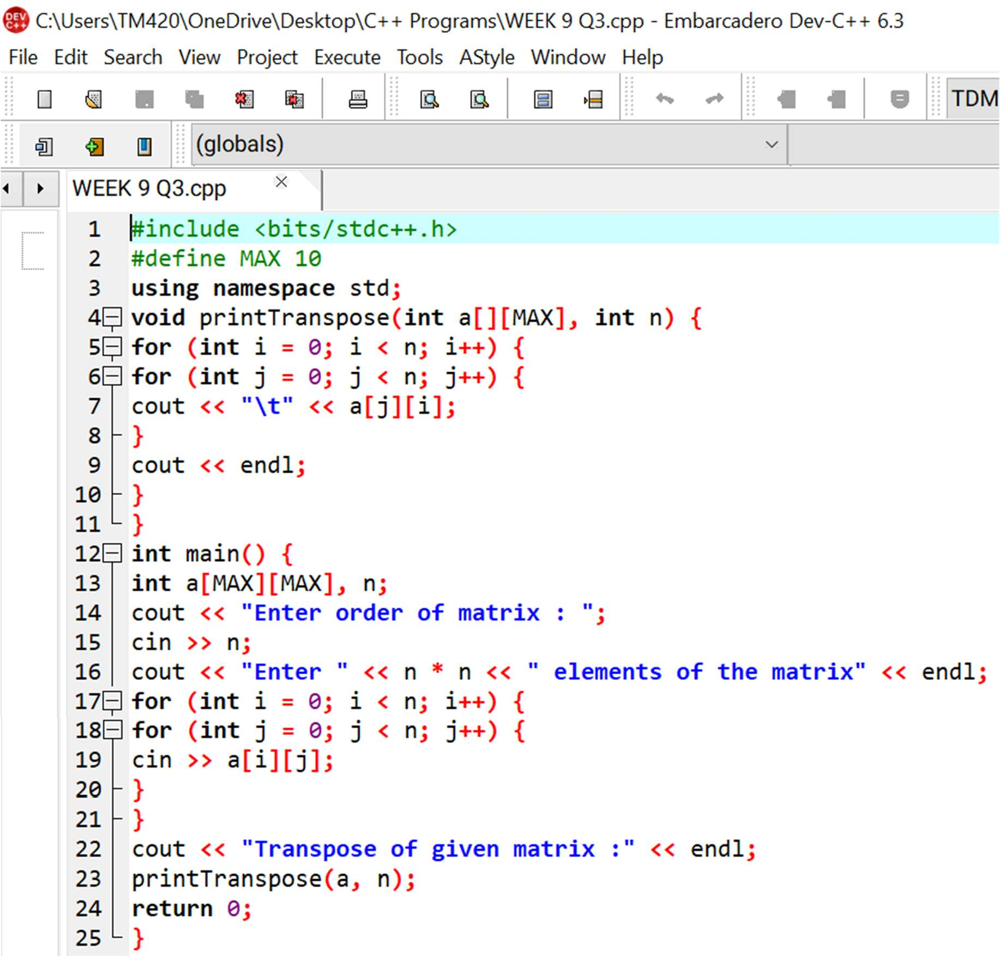 DEV C++ C:\Users\TM420\OneDrive\Desktop\C++ Programs\WEEK 9 Q3.cpp - Embarcadero Dev-C++ 6.3
File Edit Search View Project Execute Tools AStyle Window Help
TDM
(globals)
WEEK 9 Q3.cpp
1 #include <bits/stdc++.h>
2 #define MAX 10
3 using namespace std;
4 void printTranspose(int a[][MAX], int n) {
5 for (int i = 0; i < n; i++) {
6 for (int j = 0; j < n; j++) {
7 cout << "\t" << a[j][i];
8 }
9 cout << endl;
10 }
11 }
12 int main() {
13 int a[MAX][MAX], n;
14 cout << "Enter order of matrix : ";
15 cin >> n;
16 cout << "Enter " << n * n << " elements of the matrix" << endl;
17 for (int i = 0; i < n; i++) {
18 for (int j = 0; j < n; j++) {
19 cin >> a[i][j];
20 }
21 }
22 cout << "Transpose of given matrix :" << endl;
23 printTranspose(a, n);
24 return 0;
25 }